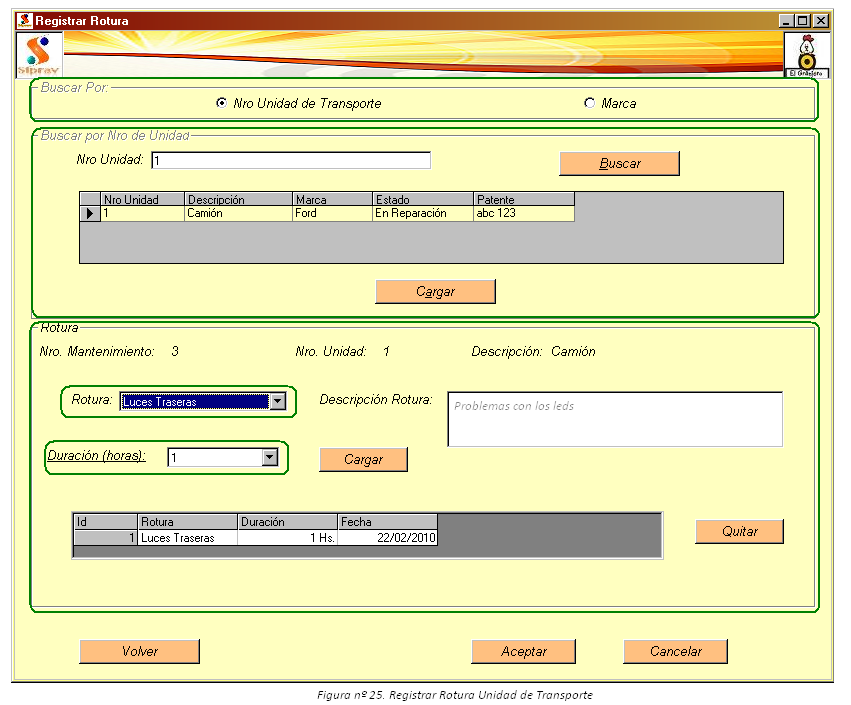 Registrar Rotura
Siprav
El Granjero
Buscar Por:
Nro Unidad de Transporte Marca
Buscar por Nro de Unidad
Nro Unidad: 1 Buscar
Nro Unidad Descripción Marca Estado Patente
1 Camión Ford En Reparación abc 123
Cargar
Rotura
Nro. Mantenimiento: 3 Nro. Unidad: 1 Descripción: Camión
Rotura: Luces Traseras Descripción Rotura: Problemas con los leds
Duración (horas): 1 Cargar
Id Rotura Duración Fecha
1 Luces Traseras 1 Hs. 22/02/2010
Quitar
Volver Aceptar Cancelar
Figura nº 25. Registrar Rotura Unidad de Transporte